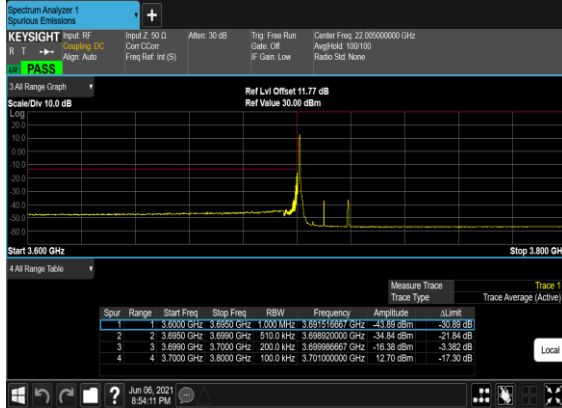 Spectrum Analyzer 1
Spurious Emissions
+
KEYSIGHT Input: RF Input Z: 50 Ω Atten: 30 dB Trig: Free Run Center Freq: 22.005000000 GHz
R T Coupling: DC Corr CCorr Gate: Off Avg|Hold: 100/100
Align: Auto Freq Ref: Int (S) IF Gain: Low Radio Std: None
PASS
3 All Range Graph
Ref Lvl Offset 11.77 dB
Scale/Div 10.0 dB Ref Value 30.00 dBm
Log
20.0
10.0
0.00
-10.0
-20.0
-30.0
-40.0
-50.0
-60.0
Start 3.600 GHz Stop 3.800 GH
4 All Range Table
Measure Trace Trace 1
Trace Type Trace Average (Active)
Spur Range Start Freq Stop Freq RBW Frequency Amplitude ΔLimit
1 1 3.6000 GHz 3.6950 GHz 1.000 MHz 3.691516667 GHz -43.89 dBm -30.89 dB
2 2 3.6950 GHz 3.6990 GHz 510.0 kHz 3.698920000 GHz -34.84 dBm -21.84 dB
3 3 3.6990 GHz 3.7000 GHz 200.0 kHz 3.699986667 GHz -16.38 dBm -3.382 dB
4 4 3.7000 GHz 3.8000 GHz 100.0 kHz 3.701000000 GHz 12.70 dBm -17.30 dB
Local
?
Jun 06, 2021
8:54:11 PM